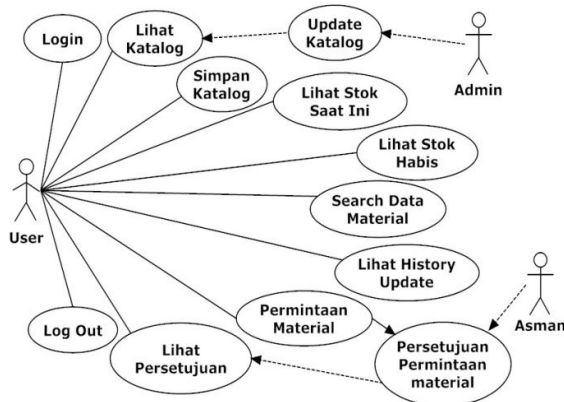 Login
Lihat
Katalog
Update
Katalog
Admin
Simpan
Katalog
Lihat Stok
Saat Ini
Lihat Stok
Habis
User
Search Data
Material
Lihat History
Update
Asman
Log Out
Permintaan
Material
Lihat
Persetujuan
Persetujuan
Permintaan
material